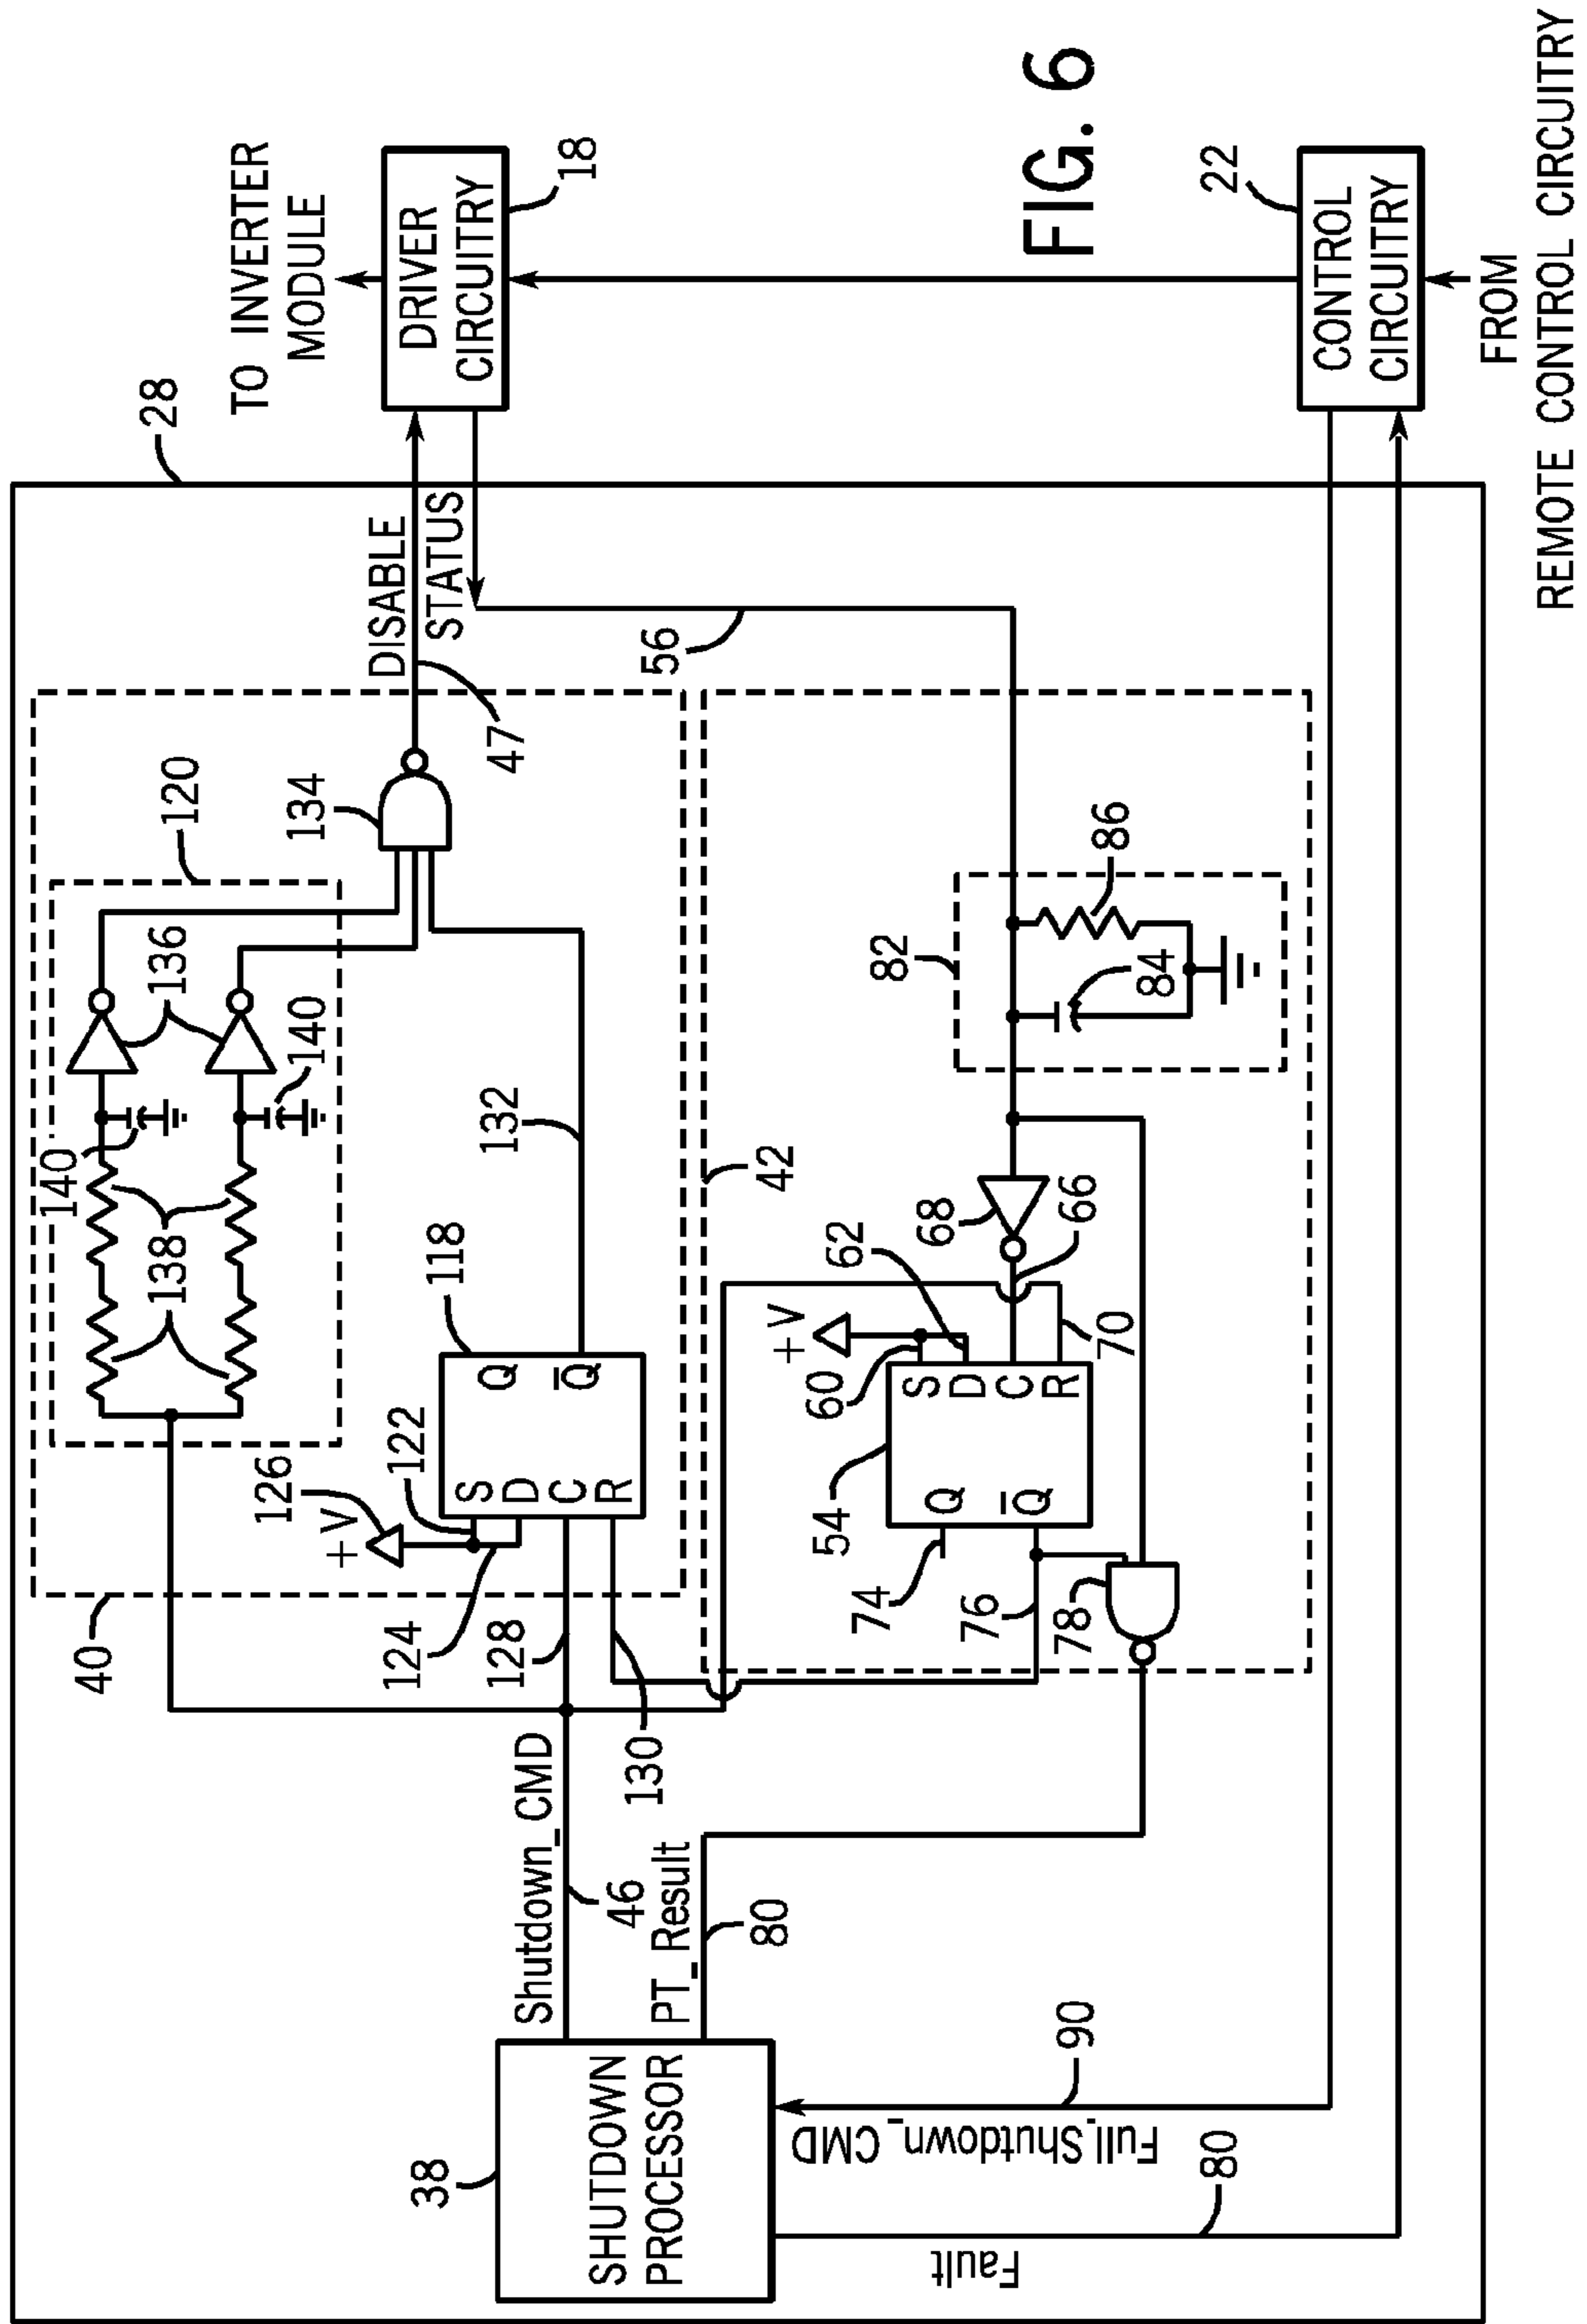 28
TO INVERTER
MODULE
40
120
140
136
138
140
134
DISABLE
47
STATUS
DRIVER
CIRCUITRY
18
126
+V
122
124
128
130
118
S
D
C
R
Q
Q̅
132
56
38
SHUTDOWN
PROCESSOR
Shutdown_CMD
46
PT_Result
80
42
54
74
76
78
Q
Q̅
S
D
C
R
60
+V
62
68
66
70
82
84
86
FIG. 6
Full_Shutdown_CMD
90
Fault
80
CONTROL
CIRCUITRY
22
FROM
REMOTE CONTROL CIRCUITRY